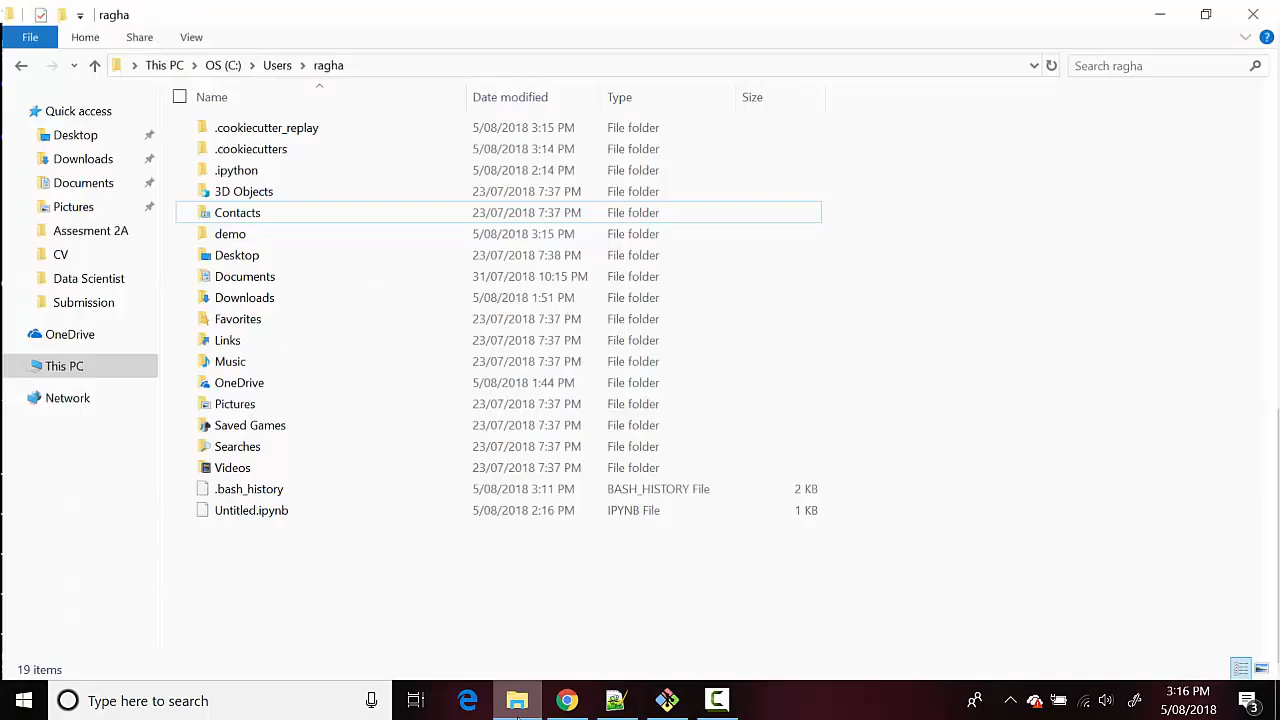 ragha
File Home Share View
This PC OS (C:) Users ragha Search ragha
Name Date modified Type Size
Quick access
Desktop
Downloads
Documents
Pictures
Assesment 2A
CV
Data Scientist
Submission
OneDrive
This PC
Network
.cookiecutter_replay 5/08/2018 3:15 PM File folder
.cookiecutters 5/08/2018 3:14 PM File folder
.ipython 5/08/2018 2:14 PM File folder
3D Objects 23/07/2018 7:37 PM File folder
Contacts 23/07/2018 7:37 PM File folder
demo 5/08/2018 3:15 PM File folder
Desktop 23/07/2018 7:38 PM File folder
Documents 31/07/2018 10:15 PM File folder
Downloads 5/08/2018 1:51 PM File folder
Favorites 23/07/2018 7:37 PM File folder
Links 23/07/2018 7:37 PM File folder
Music 23/07/2018 7:37 PM File folder
OneDrive 5/08/2018 1:44 PM File folder
Pictures 23/07/2018 7:37 PM File folder
Saved Games 23/07/2018 7:37 PM File folder
Searches 23/07/2018 7:37 PM File folder
Videos 23/07/2018 7:37 PM File folder
.bash_history 5/08/2018 3:11 PM BASH_HISTORY File 2 KB
Untitled.ipynb 5/08/2018 2:16 PM IPYNB File 1 KB
19 items
Type here to search
3:16 PM
5/08/2018
3